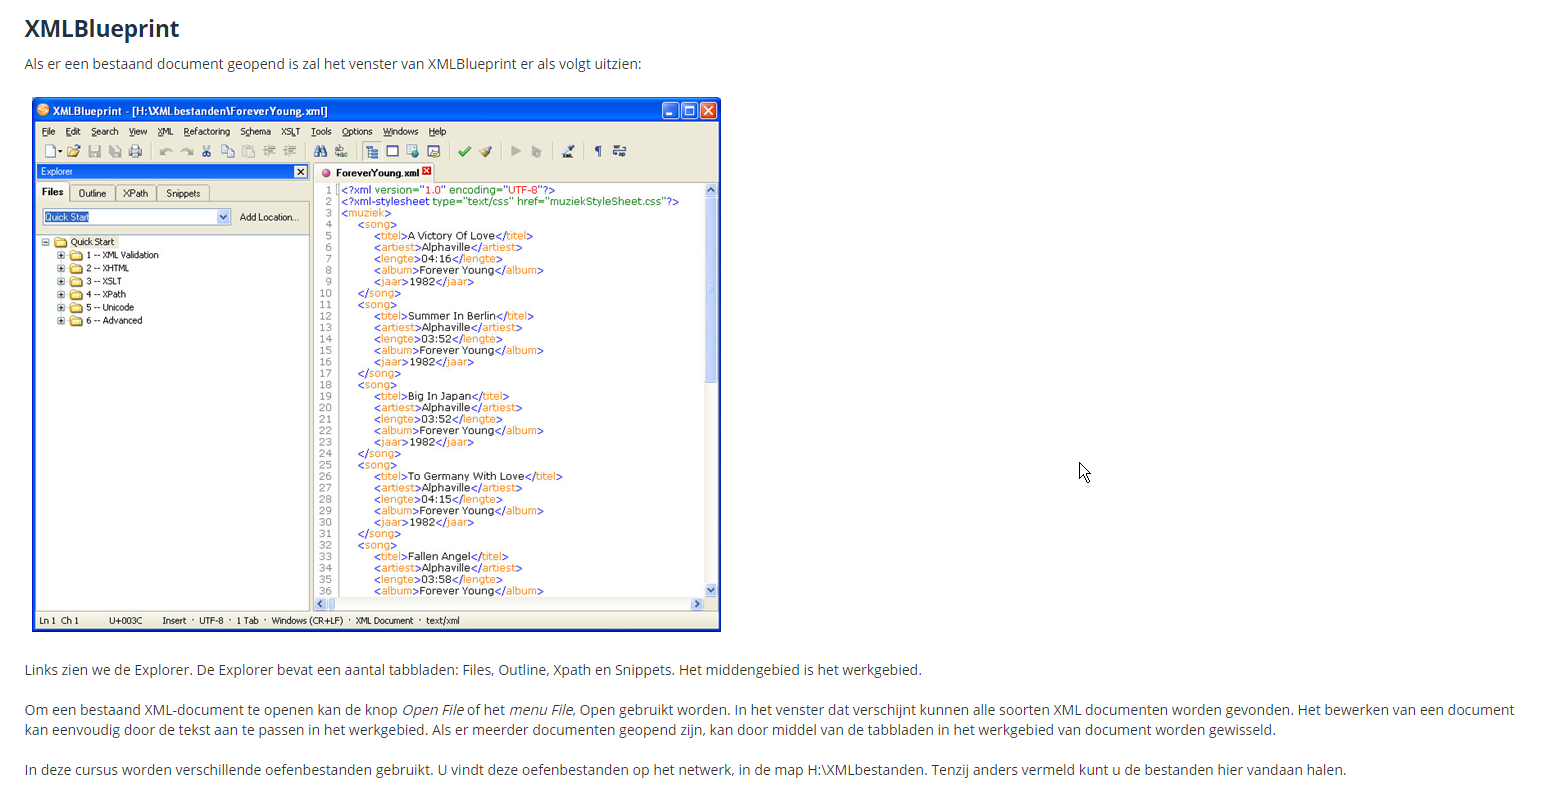 XMLBlueprint
Als er een bestaand document geopend is zal het venster van XMLBlueprint er als volgt uitzien:
XMLBlueprint - [H:\XMLbestanden\ForeverYoung.xml]
File Edit Search View XML Refactoring Schema XSLT Tools Options Windows Help
Explorer
Files Outline XPath Snippets
Quick Start Add Location...
Quick Start
1 -- XML Validation
2 -- XHTML
3 -- XSLT
4 -- XPath
5 -- Unicode
6 -- Advanced
ForeverYoung.xml
1 <?xml version="1.0" encoding="UTF-8"?>
2 <?xml-stylesheet type="text/css" href="muziekStyleSheet.css"?>
3 <muziek>
4 <song>
5 <titel>A Victory Of Love</titel>
6 <artiest>Alphaville</artiest>
7 <lengte>04:16</lengte>
8 <album>Forever Young</album>
9 <jaar>1982</jaar>
10 </song>
11 <song>
12 <titel>Summer In Berlin</titel>
13 <artiest>Alphaville</artiest>
14 <lengte>03:52</lengte>
15 <album>Forever Young</album>
16 <jaar>1982</jaar>
17 </song>
18 <song>
19 <titel>Big In Japan</titel>
20 <artiest>Alphaville</artiest>
21 <lengte>03:52</lengte>
22 <album>Forever Young</album>
23 <jaar>1982</jaar>
24 </song>
25 <song>
26 <titel>To Germany With Love</titel>
27 <artiest>Alphaville</artiest>
28 <lengte>04:15</lengte>
29 <album>Forever Young</album>
30 <jaar>1982</jaar>
31 </song>
32 <song>
33 <titel>Fallen Angel</titel>
34 <artiest>Alphaville</artiest>
35 <lengte>03:58</lengte>
36 <album>Forever Young</album>
Ln 1 Ch 1 U+003C Insert · UTF-8 · 1 Tab · Windows (CR+LF) · XML Document · text/xml
Links zien we de Explorer. De Explorer bevat een aantal tabbladen: Files, Outline, Xpath en Snippets. Het middengebied is het werkgebied.
Om een bestaand XML-document te openen kan de knop Open File of het menu File, Open gebruikt worden. In het venster dat verschijnt kunnen alle soorten XML documenten worden gevonden. Het bewerken van een document
kan eenvoudig door de tekst aan te passen in het werkgebied. Als er meerder documenten geopend zijn, kan door middel van de tabbladen in het werkgebied van document worden gewisseld.
In deze cursus worden verschillende oefenbestanden gebruikt. U vindt deze oefenbestanden op het netwerk, in de map H:\XMLbestanden. Tenzij anders vermeld kunt u de bestanden hier vandaan halen.